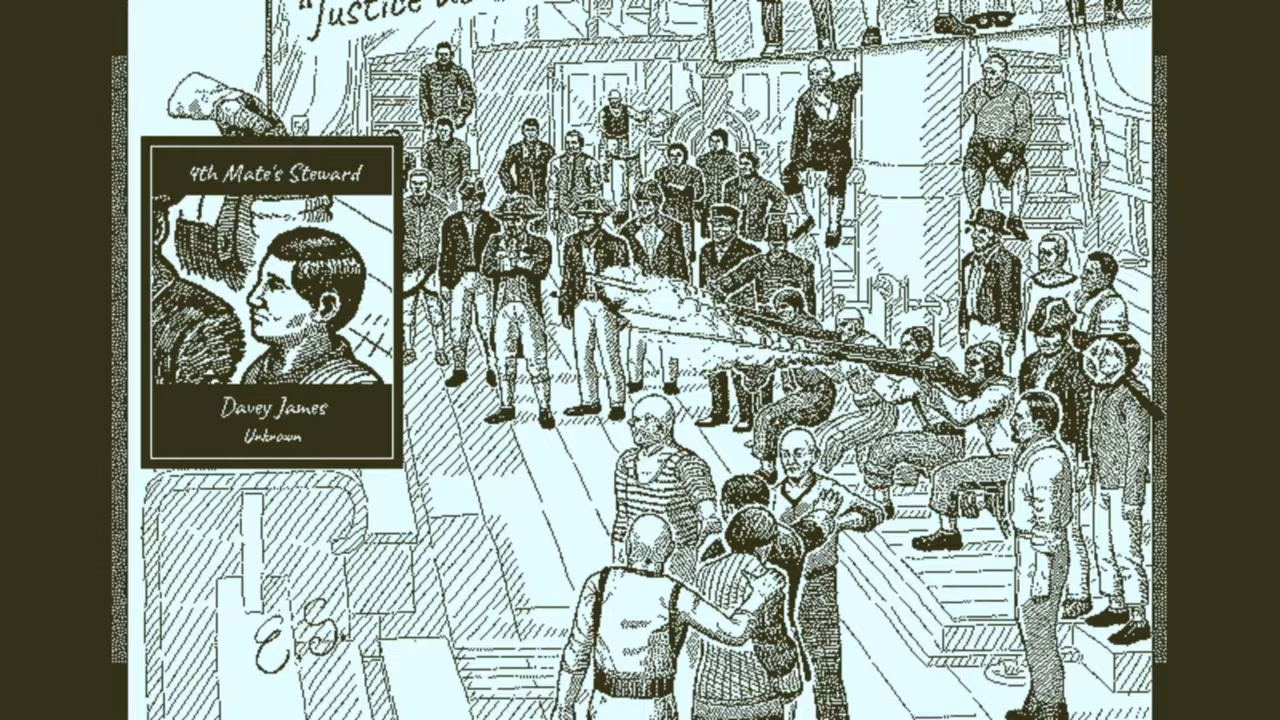 "Justice
4th Mate's Steward
Davey James
Unknown
E.S.